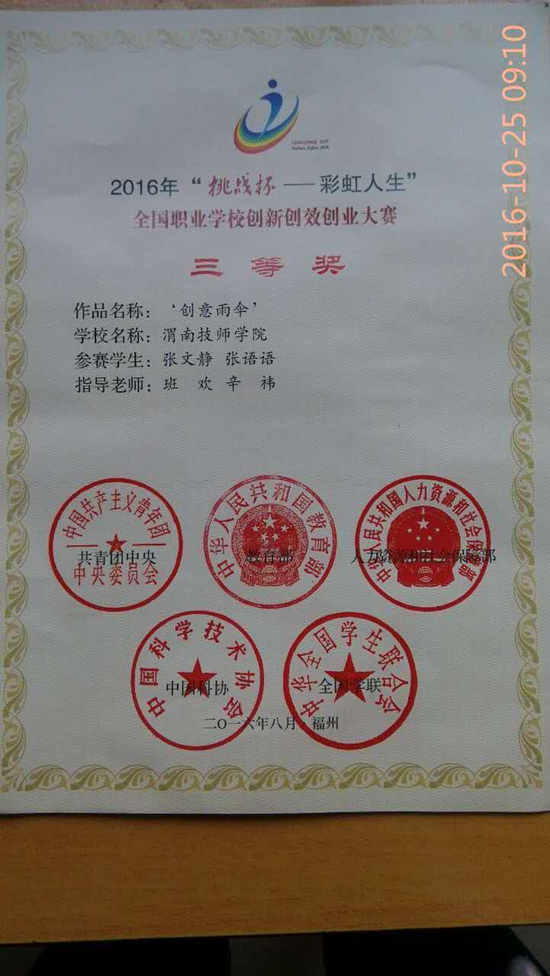 2016-10-25 09:10
CHALLENGE CUP
2016年“挑战杯——彩虹人生”
全国职业学校创新创效创业大赛
三等奖
作品名称：‘创意雨伞’
学校名称：渭南技师学院
参赛学生：张文静 张语语
指导老师：班 欢 辛 祎
中国共产主义青年团
中央委员会
共青团中央
中华人民共和国教育部
教育部
中华人民共和国人力资源和社会保障部
人力资源和社会保障部
中国科学技术协会
中国科协
中华全国学生联合会
全国学联
二〇一六年八月·福州